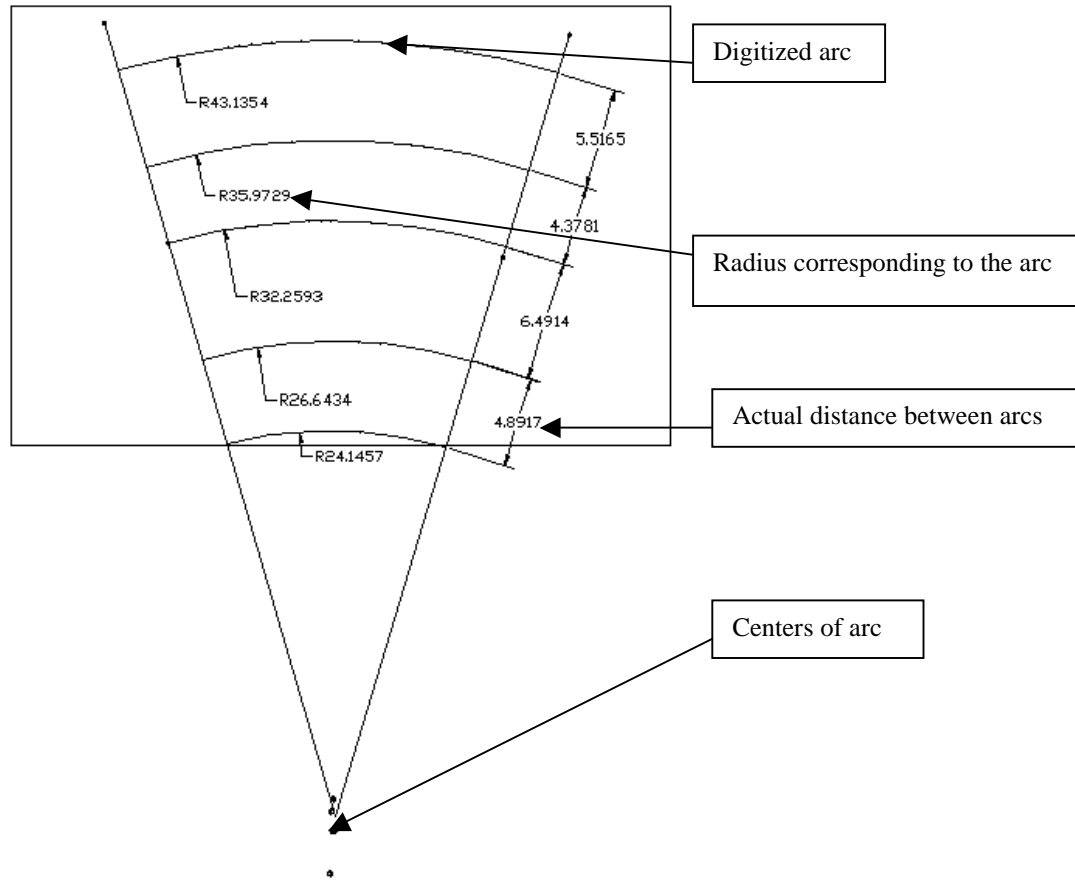 Digitized arc
R43.1354
5.5165
R35.9729
4.3781
Radius corresponding to the arc
R32.2593
6.4914
R26.6434
4.8917
Actual distance between arcs
R24.1457
Centers of arc